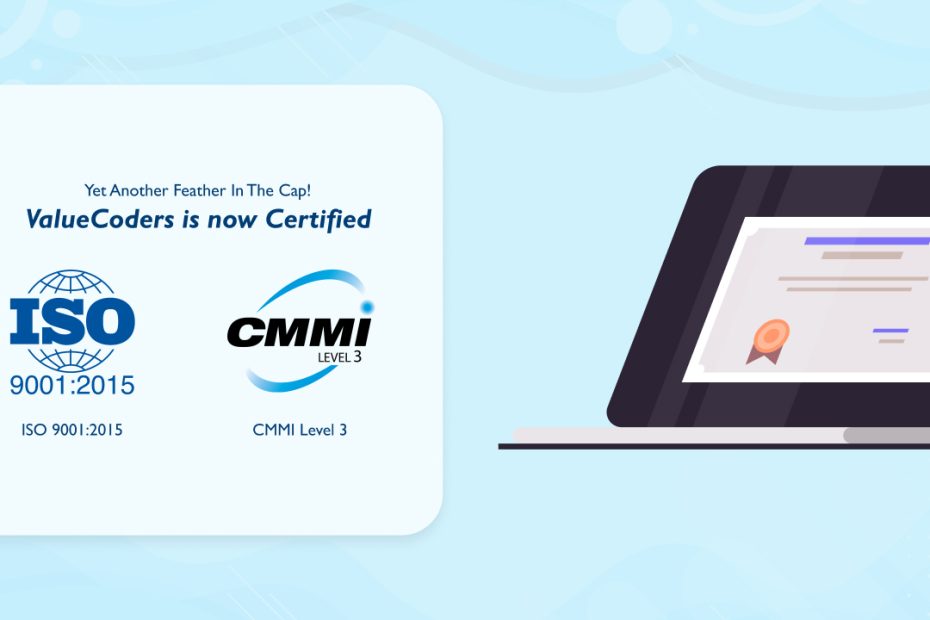 Yet Another Feather In The Cap!
ValueCoders is now Certified
ISO
9001:2015
ISO 9001:2015
CMMI
LEVEL 3
CMMI Level 3